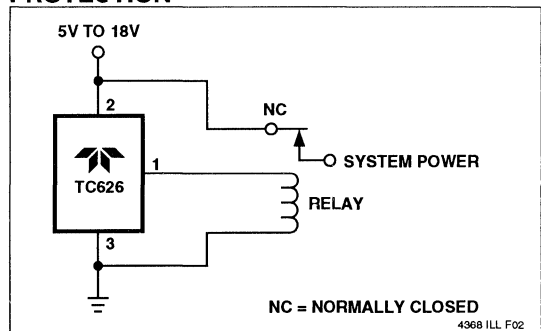 PROTECTION
5V TO 18V
2
NC
1
SYSTEM POWER
TC626
RELAY
3
NC = NORMALLY CLOSED
4368 ILL F02